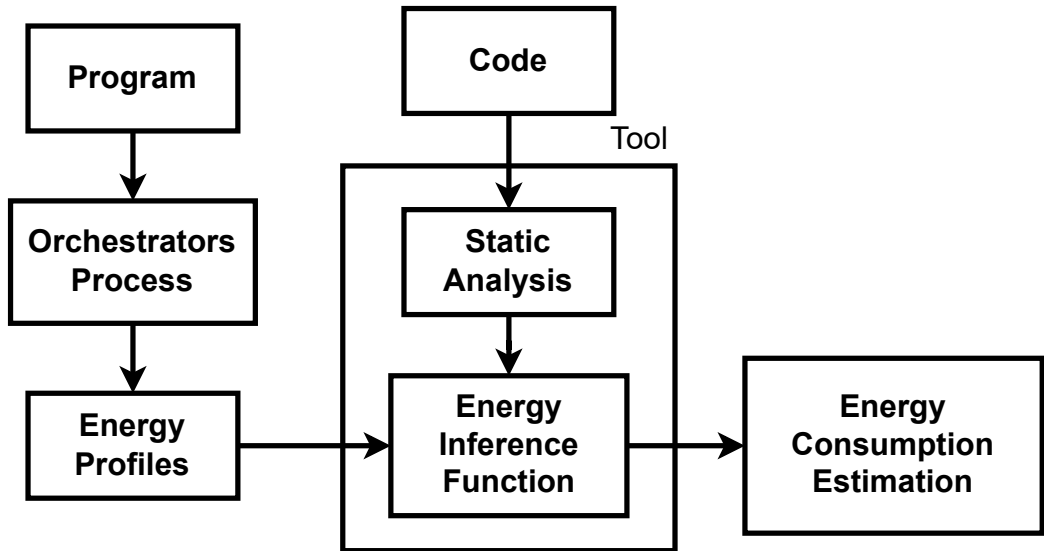 Program
Code
Tool
Orchestrators
Process
Static
Analysis
Energy
Profiles
Energy
Inference
Function
Energy
Consumption
Estimation